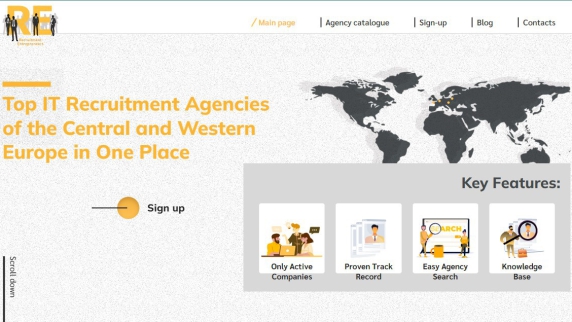 RE
Recruitment
Entrepreneurs
/ Main page
Agency catalogue
Sign-up
Blog
Contacts
Top IT Recruitment Agencies
of the Central and Western
Europe in One Place
Sign up
Scroll down
Key Features:
ARCH
Only Active
Companies
Proven Track
Record
Easy Agency
Search
Knowledge
Base